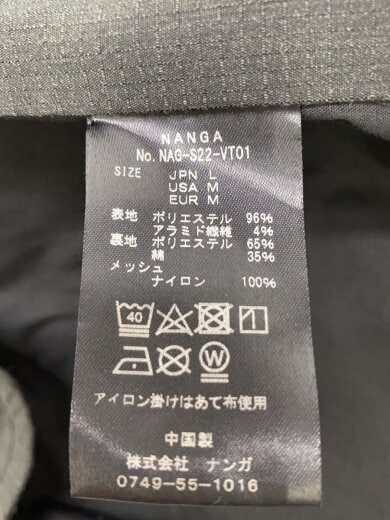 NANGA
No. NAG-S22-VT01
SIZE JPN L
USA M
EUR M
表地 ポリエステル 96%
アラミド繊維 4%
裏地 ポリエステル 65%
綿 35%
メッシュ
ナイロン 100%
40
W
アイロン掛けはあて布使用
中国製
株式会社 ナンガ
0749-55-1016